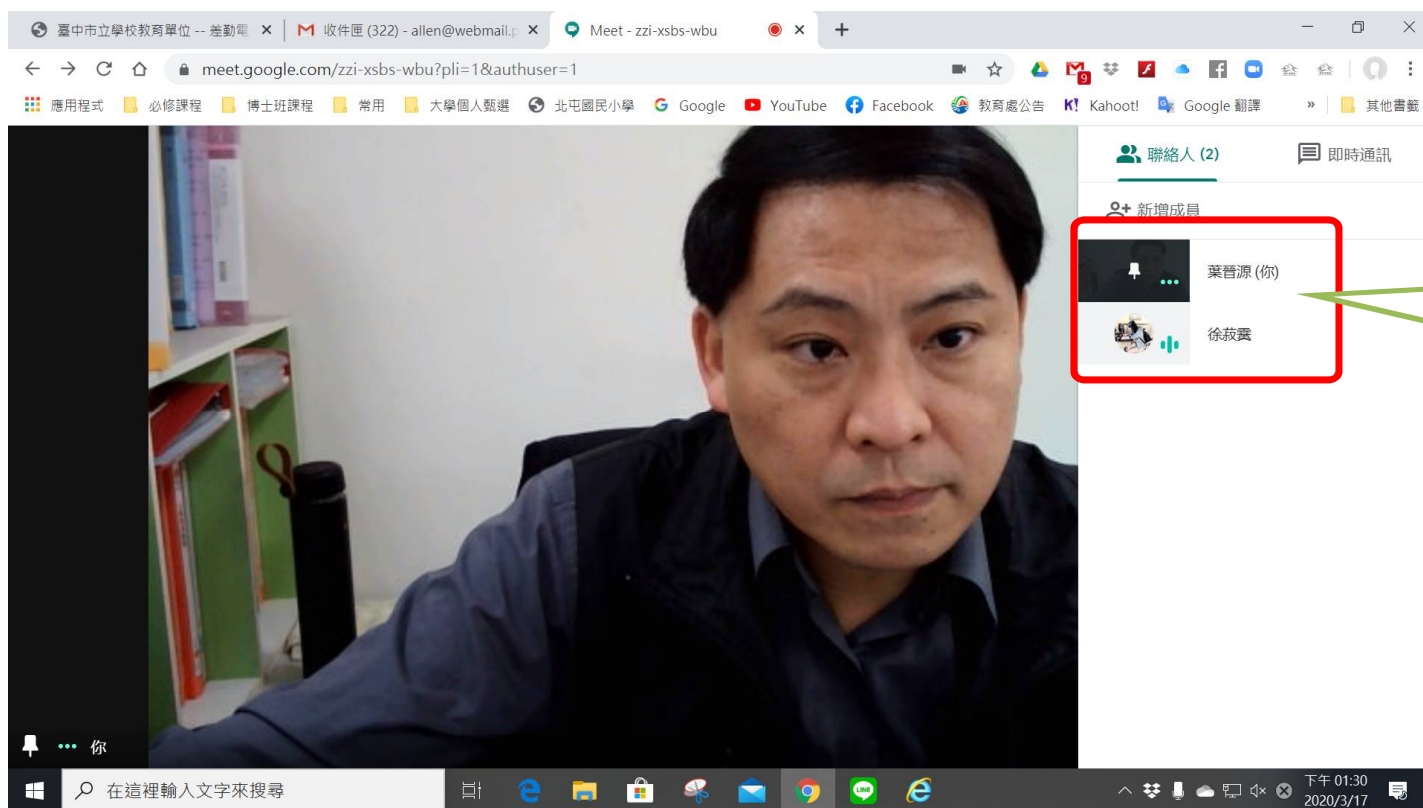 臺中市立學校教育單位 -- 差勤電
收件匣 (322) - allen@webmail.p
Meet - zzi-xsbs-wbu
meet.google.com/zzi-xsbs-wbu?pli=1&authuser=1
9
應用程式 必修課程 博士班課程 常用 大學個人甄選 北屯國民小學 Google YouTube Facebook 教育處公告 K! Kahoot! Google 翻譯 » 其他書籤
聯絡人 (2) 即時通訊
新增成員
葉晉源 (你)
徐菽霙
你
在這裡輸入文字來搜尋
LINE
下午 01:30
2020/3/17